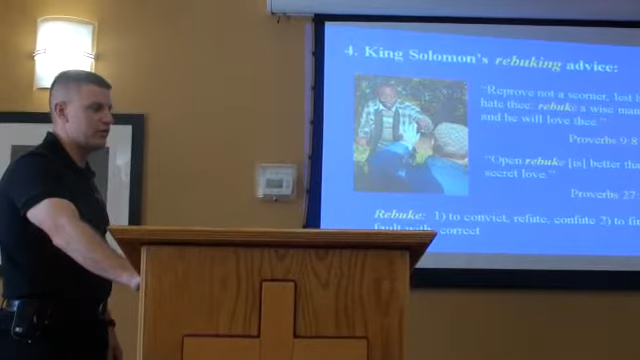 4. King Solomon's rebuking advice:
"Reprove not a scorner, lest h
hate thee: rebuke a wise man
and he will love thee."
Proverbs 9:8
"Open rebuke [is] better tha
secret love."
Proverbs 27:
Rebuke: 1) to convict, refute, confute 2) to fin
fault with, correct